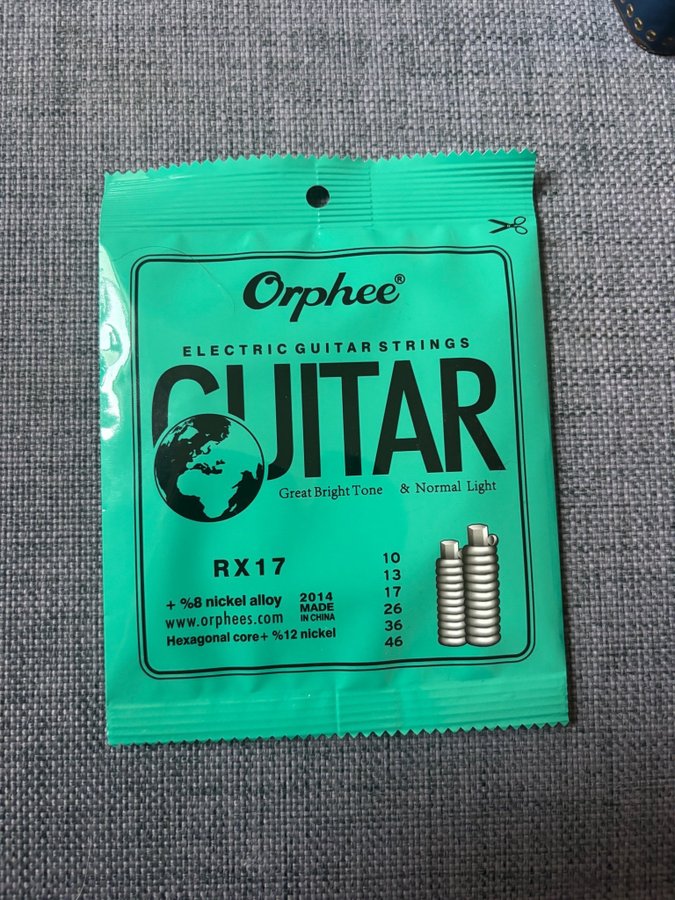 Orphee®
ELECTRIC GUITAR STRINGS
GUITAR
Great Bright Tone & Normal Light
RX17
+ %8 nickel alloy
www.orphees.com
Hexagonal core+ %12 nickel
2014
MADE
IN CHINA
10
13
17
26
36
46